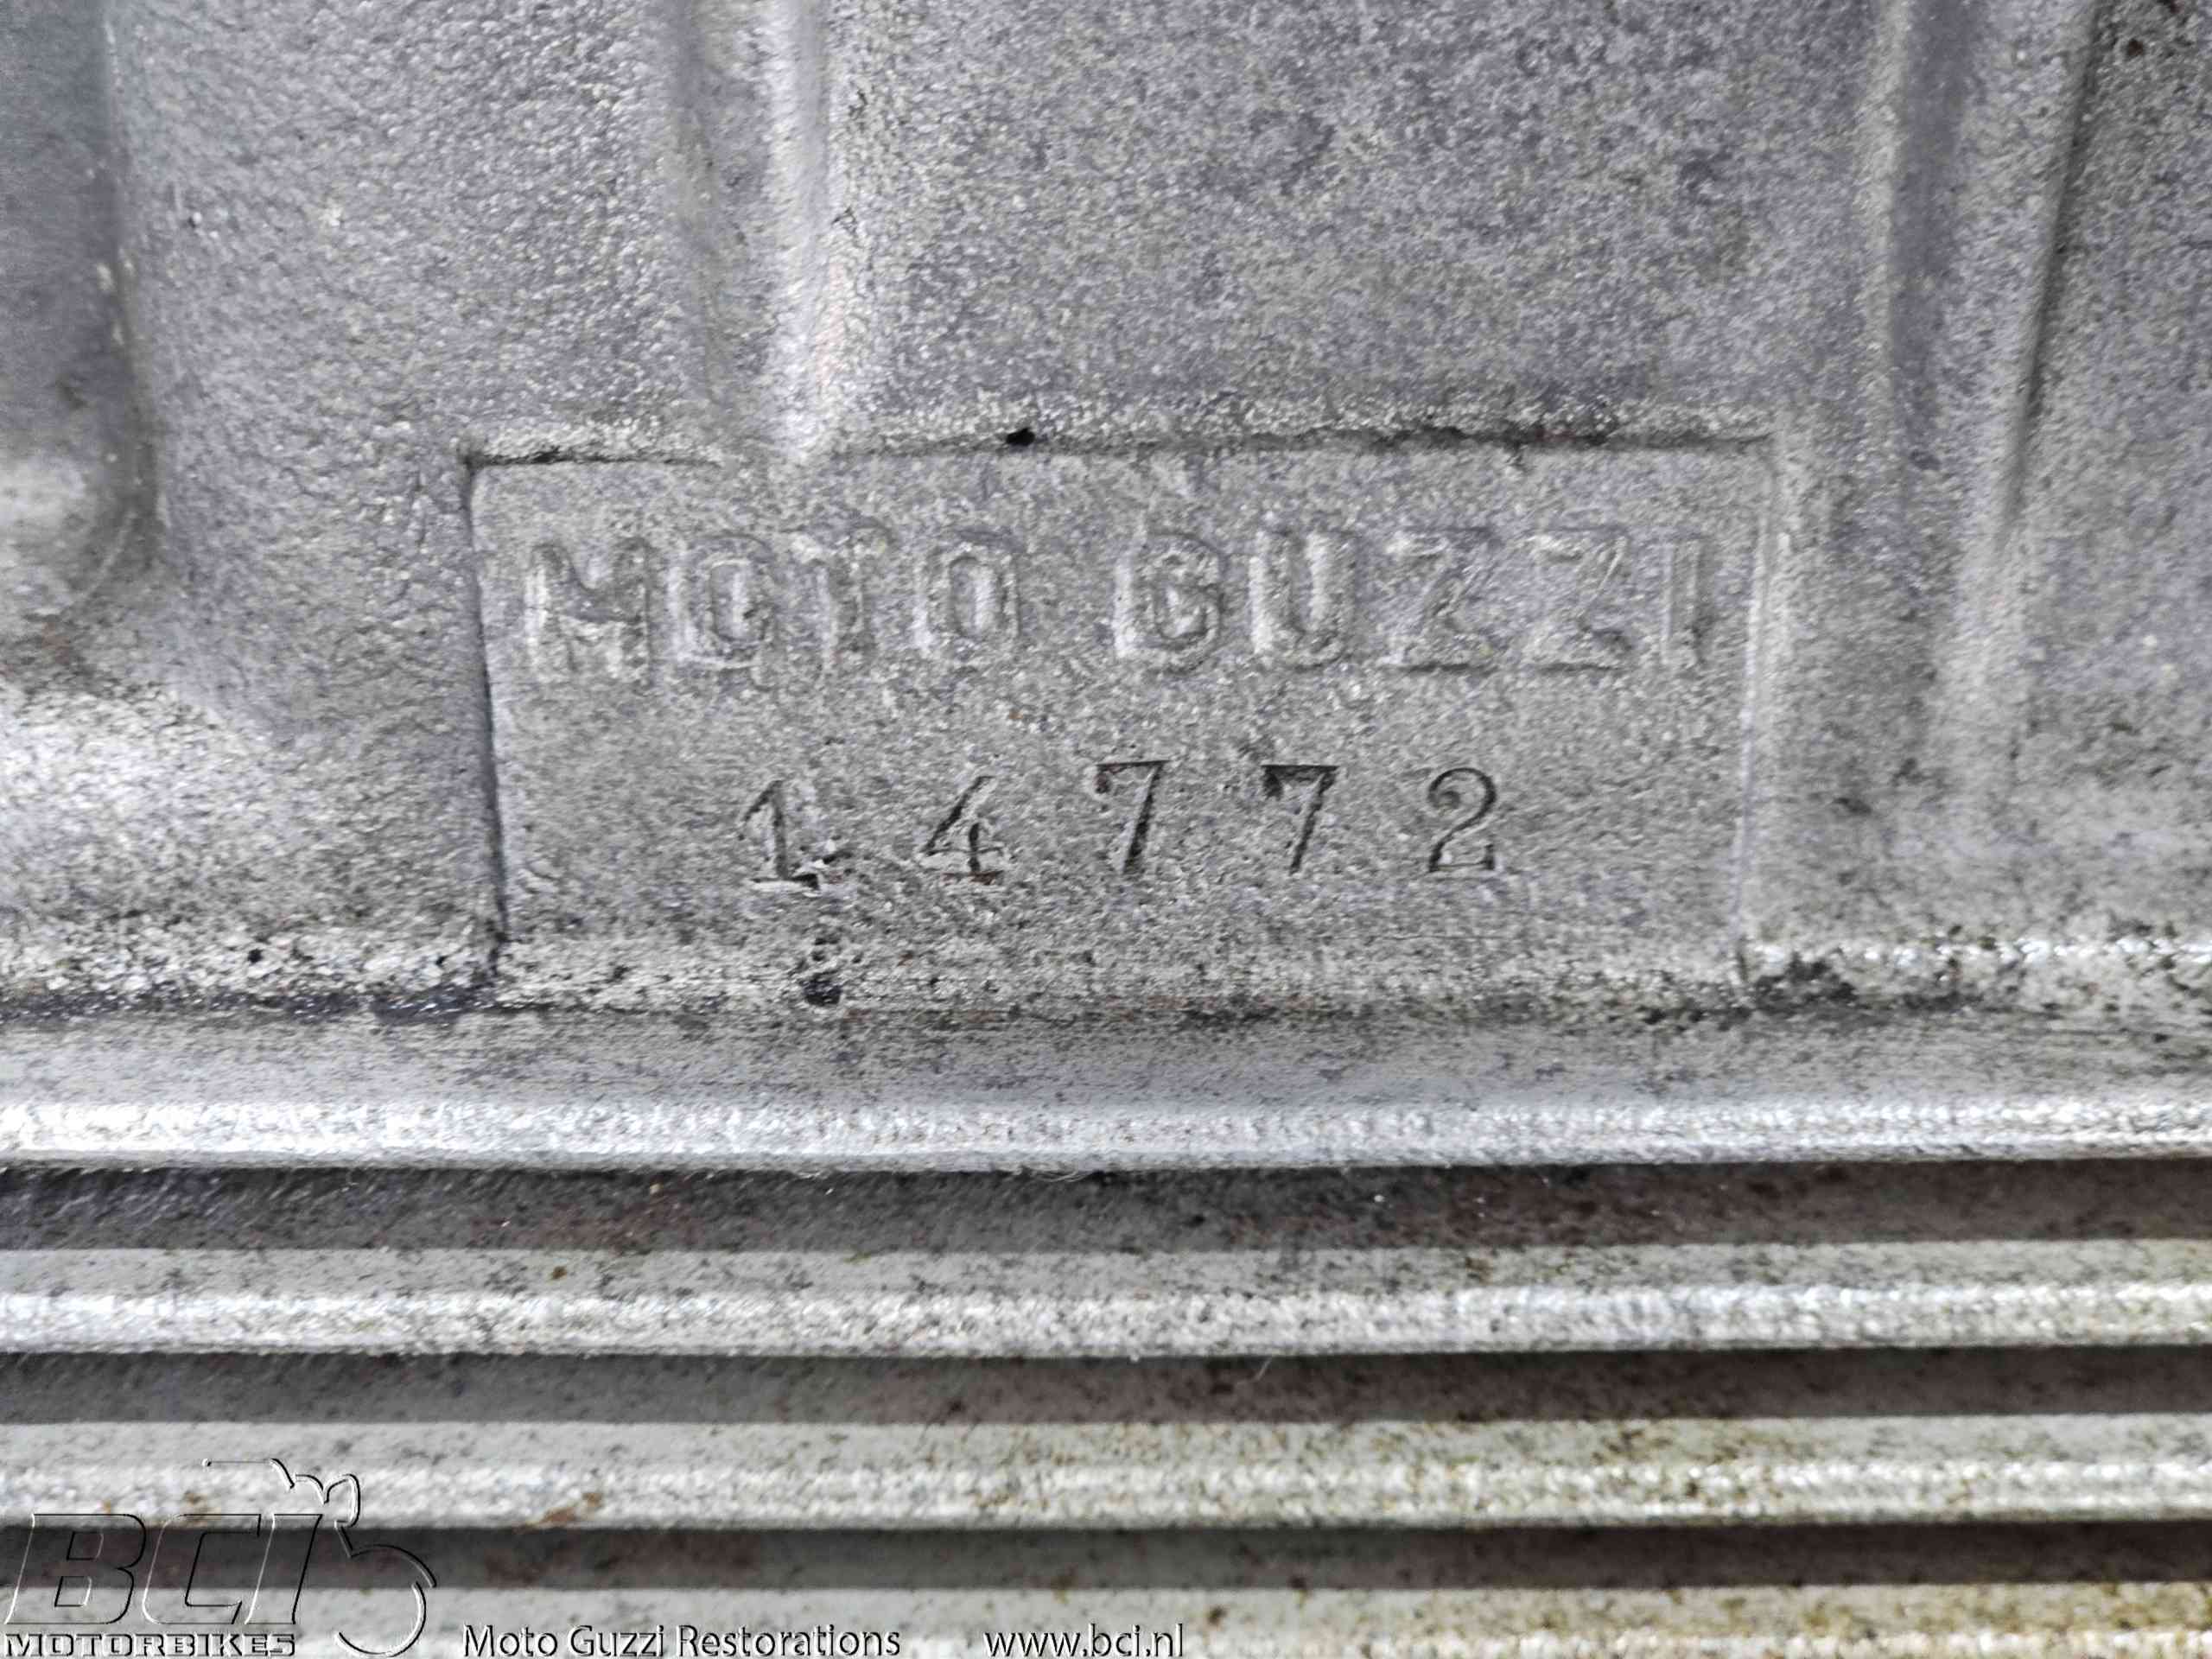 MOTO GUZZI
14772
BCI
MOTORBIKES
Moto Guzzi Restorations
www.bci.nl